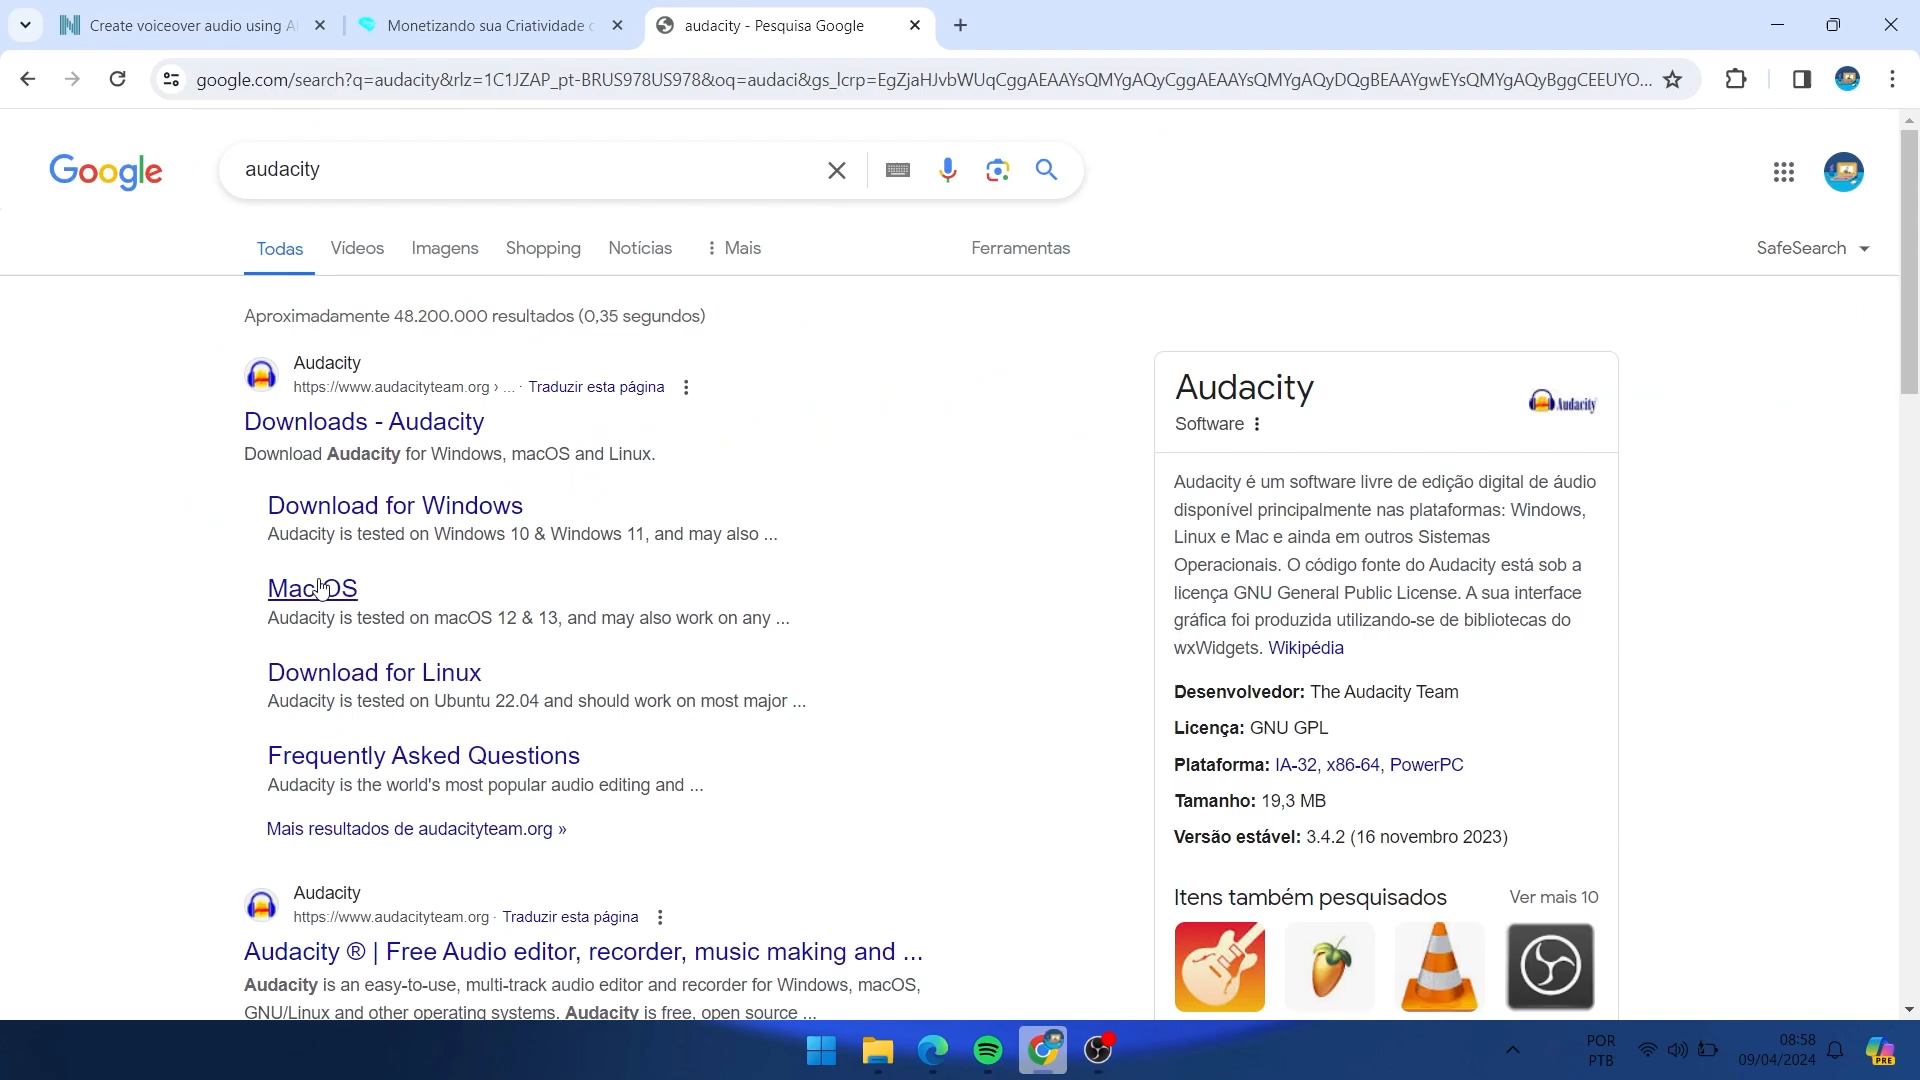 Create voiceover audio using AI
Monetizando sua Criatividade c
audacity - Pesquisa Google
google.com/search?q=audacity&rlz=1C1JZAP_pt-BRUS978US978&oq=audaci&gs_lcrp=EgZjaHJvbWUqCggAEAAYsQMYgAQyCggAEAAYsQMYgAQyDQgBEAAYgwEYsQMYgAQyBggCEEUYO...
Google
audacity
Todas
Vídeos
Imagens
Shopping
Notícias
Mais
Ferramentas
SafeSearch
Aproximadamente 48.200.000 resultados (0,35 segundos)
Audacity
https://www.audacityteam.org › ... · Traduzir esta página
Downloads - Audacity
Download Audacity for Windows, macOS and Linux.
Download for Windows
Audacity is tested on Windows 10 & Windows 11, and may also ...
MacOS
Audacity is tested on macOS 12 & 13, and may also work on any ...
Download for Linux
Audacity is tested on Ubuntu 22.04 and should work on most major ...
Frequently Asked Questions
Audacity is the world's most popular audio editing and ...
Mais resultados de audacityteam.org »
Audacity
https://www.audacityteam.org · Traduzir esta página
Audacity ® | Free Audio editor, recorder, music making and ...
Audacity is an easy-to-use, multi-track audio editor and recorder for Windows, macOS,
GNU/Linux and other operating systems. Audacity is free, open source ...
Audacity
Software
Audacity
Audacity é um software livre de edição digital de áudio
disponível principalmente nas plataformas: Windows,
Linux e Mac e ainda em outros Sistemas
Operacionais. O código fonte do Audacity está sob a
licença GNU General Public License. A sua interface
gráfica foi produzida utilizando-se de bibliotecas do
wxWidgets. Wikipédia
Desenvolvedor: The Audacity Team
Licença: GNU GPL
Plataforma: IA-32, x86-64, PowerPC
Tamanho: 19,3 MB
Versão estável: 3.4.2 (16 novembro 2023)
Itens também pesquisados
Ver mais 10
POR
PTB
08:58
09/04/2024
PRE